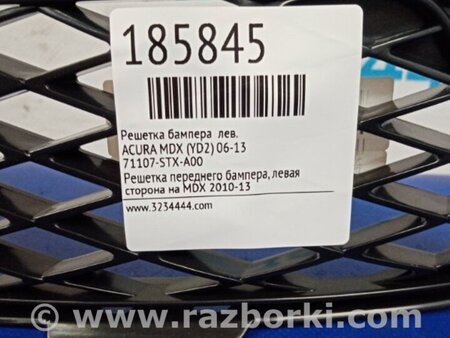 185845
Решетка бампера лев.
ACURA MDX (YD2) 06-13
71107-STX-A00
Решетка переднего бампера, левая
сторона на MDX 2010-13
www.3234444.com
www.razborki.com